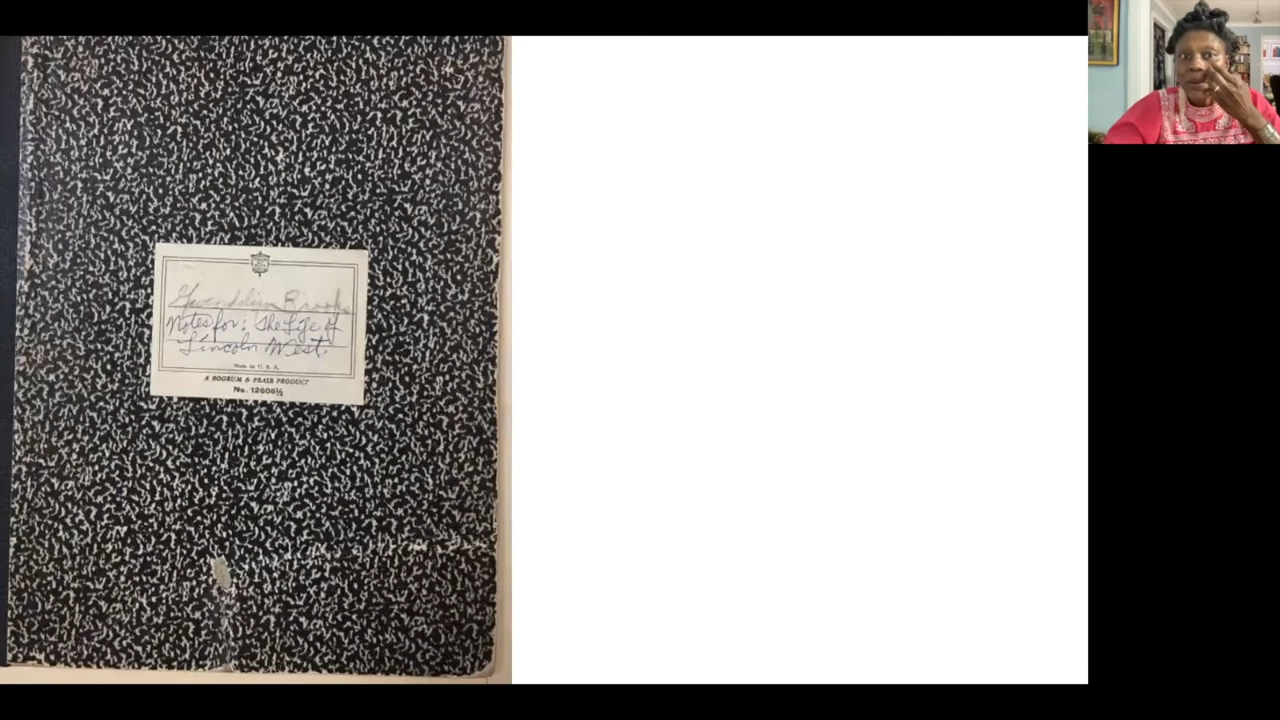 Gwendolyn Brooks
Notes for: The Life of
Lincoln West.
Made in U. S. A.
A BOORUM & PEASE PRODUCT
No. 12606½